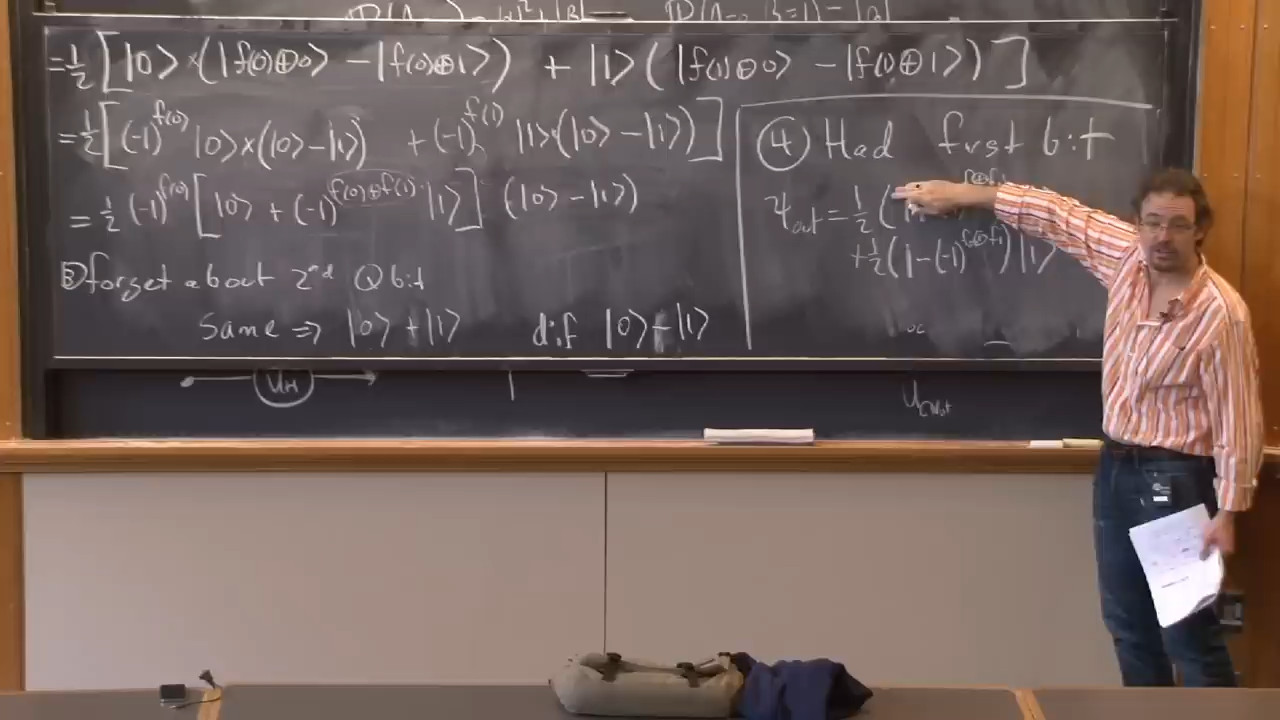 =½[|0⟩×(|f(0)⊕0⟩ −|f(0)⊕1⟩) + |1⟩(|f(1)⊕0⟩ −|f(1)⊕1⟩)]
=½[(-1)^f(0) |0⟩×(|0⟩−|1⟩) +(-1)^f(1) |1⟩(|0⟩−|1⟩)]
=½(-1)^f(0)[|0⟩ + (-1)^f(0)⊕f(1) |1⟩] (|0⟩ −|1⟩)
③ forget about 2nd Qbit
Same ⇒ |0⟩ +|1⟩ dif |0⟩−|1⟩
④ Had first bit
Ψout = ½(
+½(1−(-1)^f0⊕f1)|1⟩
U_H
U_CNot